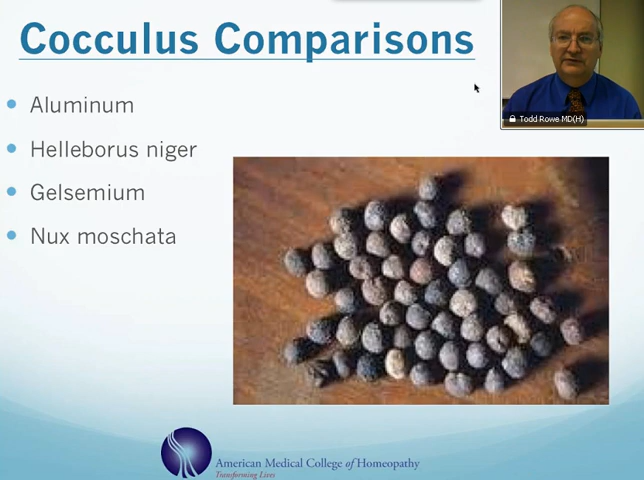 Cocculus Comparisons
Todd Rowe MD(H)
Aluminum
Helleborus niger
Gelsemium
Nux moschata
American Medical College of Homeopathy
Transforming Lives